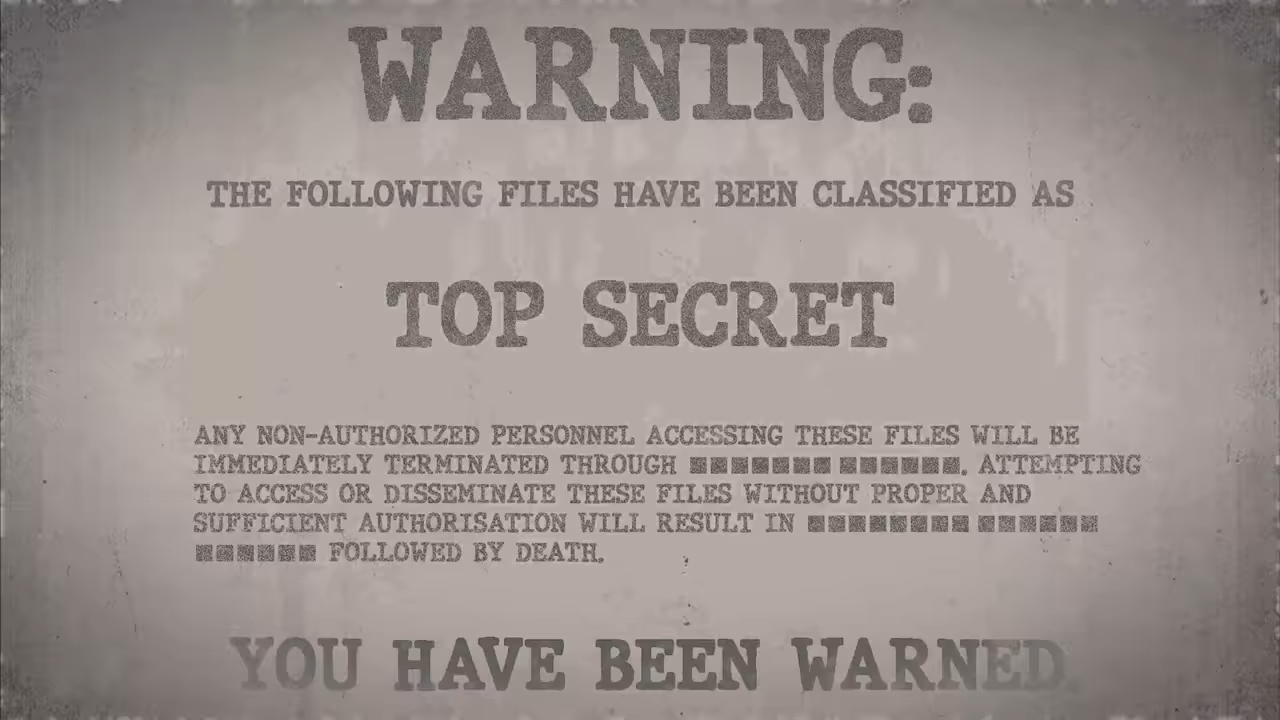 WARNING:
THE FOLLOWING FILES HAVE BEEN CLASSIFIED AS
TOP SECRET
ANY NON-AUTHORIZED PERSONNEL ACCESSING THESE FILES WILL BE
IMMEDIATELY TERMINATED THROUGH ■■■■■■■ ■■■■■■. ATTEMPTING
TO ACCESS OR DISSEMINATE THESE FILES WITHOUT PROPER AND
SUFFICIENT AUTHORISATION WILL RESULT IN ■■■■■■■■ ■■■■■■
■■■■■■ FOLLOWED BY DEATH.
YOU HAVE BEEN WARNED.